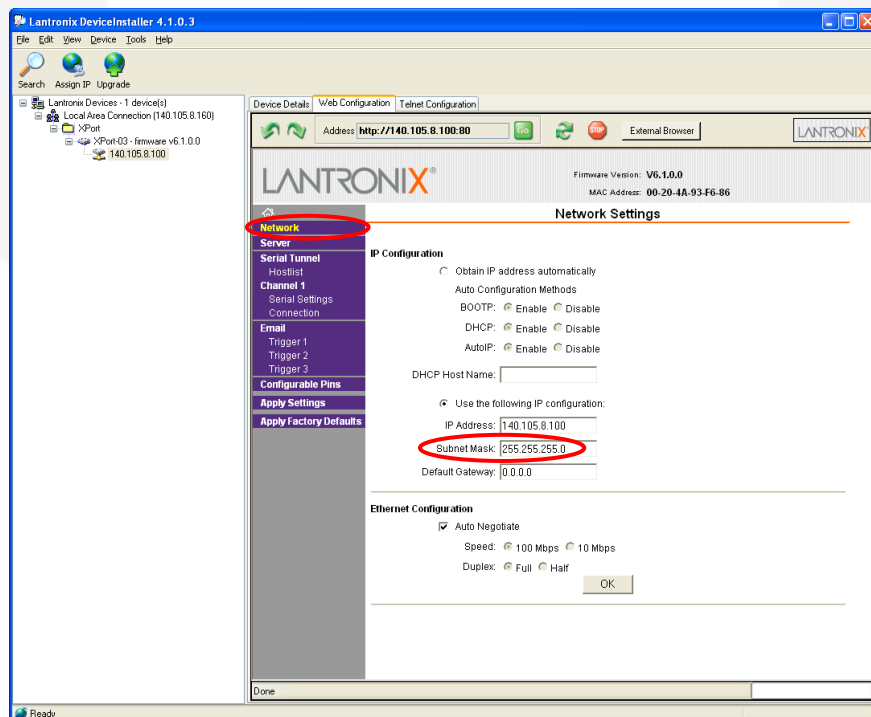 Lantronix DeviceInstaller 4.1.0.3
File Edit View Device Tools Help
Search Assign IP Upgrade
Lantronix Devices - 1 device(s)
Local Area Connection (140.105.8.160)
XPort
XPort-03 - firmware v6.1.0.0
140.105.8.100
Device Details Web Configuration Telnet Configuration
Address http://140.105.8.100:80 Go STOP External Browser LANTRONIX®
LANTRONIX®
Firmware Version: V6.1.0.0
MAC Address: 00-20-4A-93-F6-86
Network
Server
Serial Tunnel
Hostlist
Channel 1
Serial Settings
Connection
Email
Trigger 1
Trigger 2
Trigger 3
Configurable Pins
Apply Settings
Apply Factory Defaults
Network Settings
IP Configuration
Obtain IP address automatically
Auto Configuration Methods
BOOTP: Enable Disable
DHCP: Enable Disable
AutoIP: Enable Disable
DHCP Host Name:
Use the following IP configuration:
IP Address: 140.105.8.100
Subnet Mask: 255.255.255.0
Default Gateway: 0.0.0.0
Ethernet Configuration
Auto Negotiate
Speed: 100 Mbps 10 Mbps
Duplex: Full Half
OK
Done
Ready